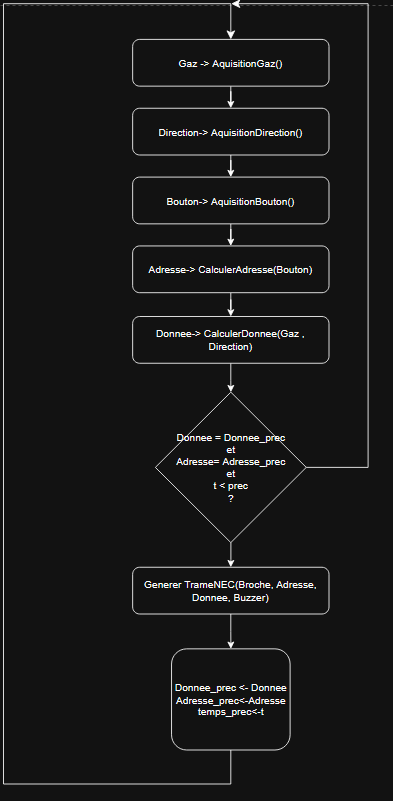 Gaz -> AquisitionGaz()
Direction-> AquisitionDirection()
Bouton-> AquisitionBouton()
Adresse-> CalculerAdresse(Bouton)
Donnee-> CalculerDonnee(Gaz ,
Direction)
Donnee = Donnee_prec
et
Adresse= Adresse_prec
et
t < prec
?
Generer TrameNEC(Broche, Adresse,
Donnee, Buzzer)
Donnee_prec <- Donnee
Adresse_prec<-Adresse
temps_prec<-t